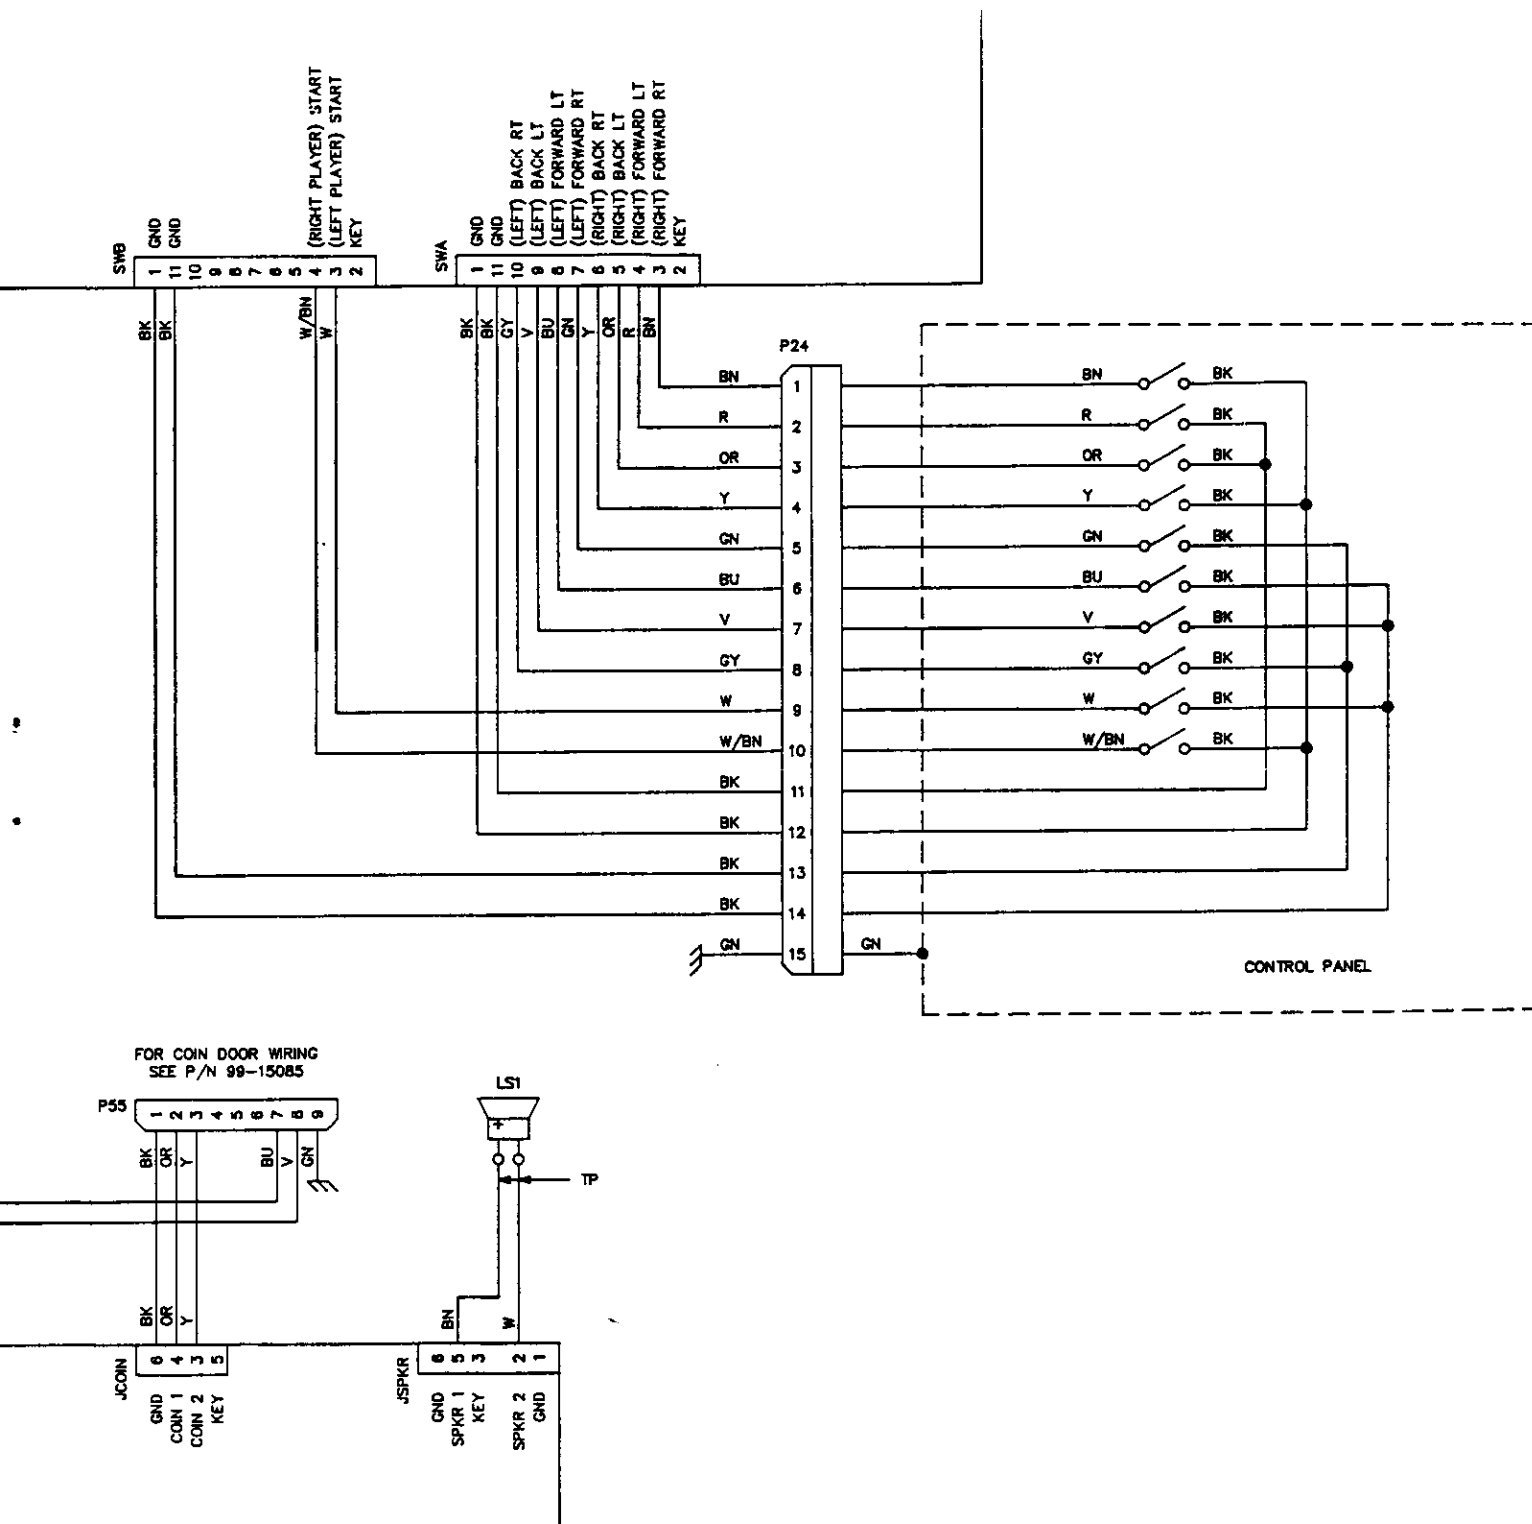 SWB
GND
GND
(RIGHT PLAYER) START
(LEFT PLAYER) START
KEY
1 11 10 9 8 7 6 5 4 3 2
BK
BK
W/BN
W
SWA
GND
GND
(LEFT) BACK RT
(LEFT) BACK LT
(LEFT) FORWARD LT
(LEFT) FORWARD RT
(RIGHT) BACK RT
(RIGHT) BACK LT
(RIGHT) FORWARD LT
(RIGHT) FORWARD RT
KEY
1 11 10 9 8 7 6 5 4 3 2
BK
BK
GY
V
BU
GN
Y
OR
R
BN
P24
BN 1 BN BK
R 2 R BK
OR 3 OR BK
Y 4 Y BK
GN 5 GN BK
BU 6 BU BK
V 7 V BK
GY 8 GY BK
W 9 W BK
W/BN 10 W/BN BK
BK 11
BK 12
BK 13
BK 14
GN 15 GN
CONTROL PANEL
FOR COIN DOOR WIRING
SEE P/N 99-15085
P55
1 2 3 4 5 6 7 8 9
BK
OR
Y
BU
V
GN
BK
OR
Y
JCOIN
6 4 3 5
GND
COIN 1
COIN 2
KEY
LS1
+
TP
BN
W
JSPKR
6 5 3 2 1
GND
SPKR 1
KEY
SPKR 2
GND